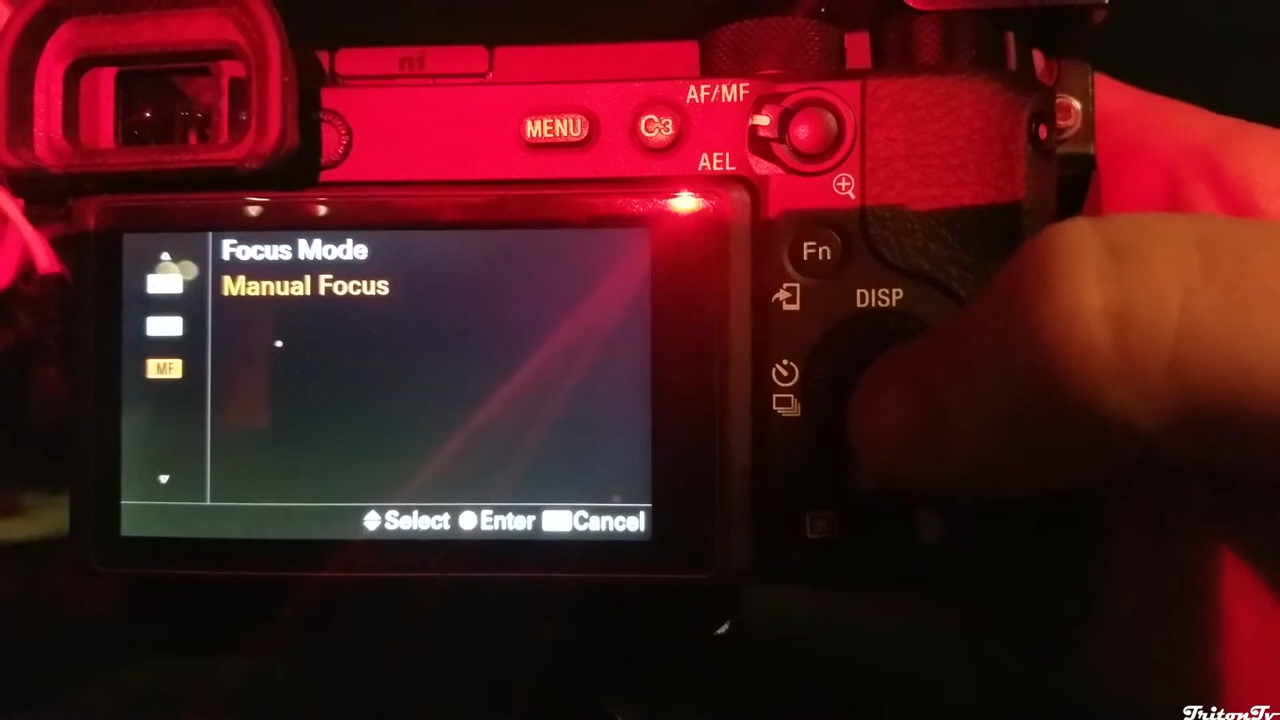 AF/MF
MENU
C3
AEL
Fn
DISP
Focus Mode
Manual Focus
MF
Select Enter Cancel
TritonTv